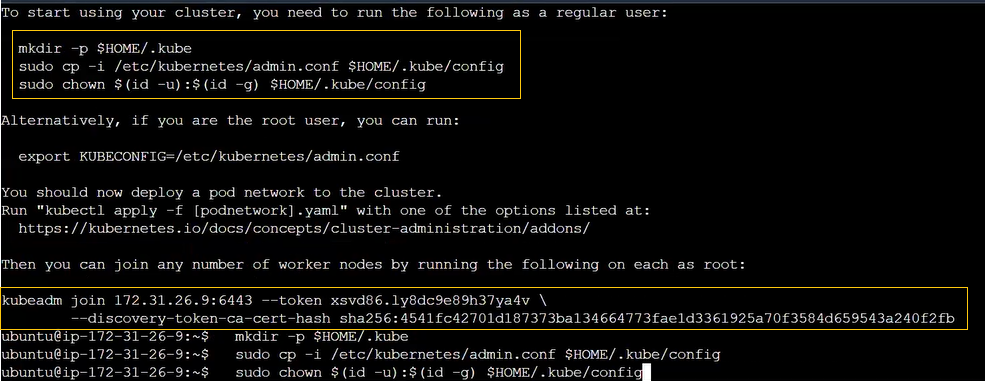 To start using your cluster, you need to run the following as a regular user:
mkdir -p $HOME/.kube
sudo cp -i /etc/kubernetes/admin.conf $HOME/.kube/config
sudo chown $(id -u):$(id -g) $HOME/.kube/config
Alternatively, if you are the root user, you can run:
export KUBECONFIG=/etc/kubernetes/admin.conf
You should now deploy a pod network to the cluster.
Run "kubectl apply -f [podnetwork].yaml" with one of the options listed at:
https://kubernetes.io/docs/concepts/cluster-administration/addons/
Then you can join any number of worker nodes by running the following on each as root:
kubeadm join 172.31.26.9:6443 --token xsvd86.ly8dc9e89h37ya4v \
--discovery-token-ca-cert-hash sha256:4541fc42701d187373ba134664773fae1d3361925a70f3584d659543a240f2fb
ubuntu@ip-172-31-26-9:~$   mkdir -p $HOME/.kube
ubuntu@ip-172-31-26-9:~$   sudo cp -i /etc/kubernetes/admin.conf $HOME/.kube/config
ubuntu@ip-172-31-26-9:~$   sudo chown $(id -u):$(id -g) $HOME/.kube/config